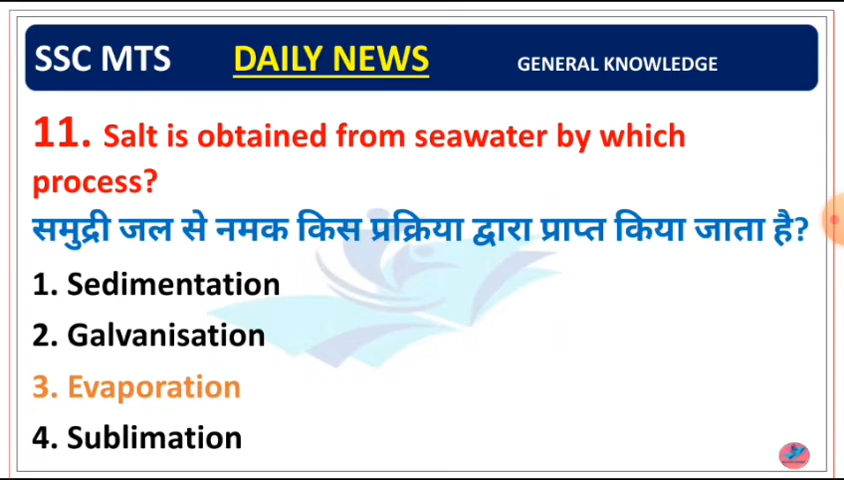 SSC MTS DAILY NEWS GENERAL KNOWLEDGE
11. Salt is obtained from seawater by which
process?
समुद्री जल से नमक किस प्रक्रिया द्वारा प्राप्त किया जाता है?
1. Sedimentation
2. Galvanisation
3. Evaporation
4. Sublimation